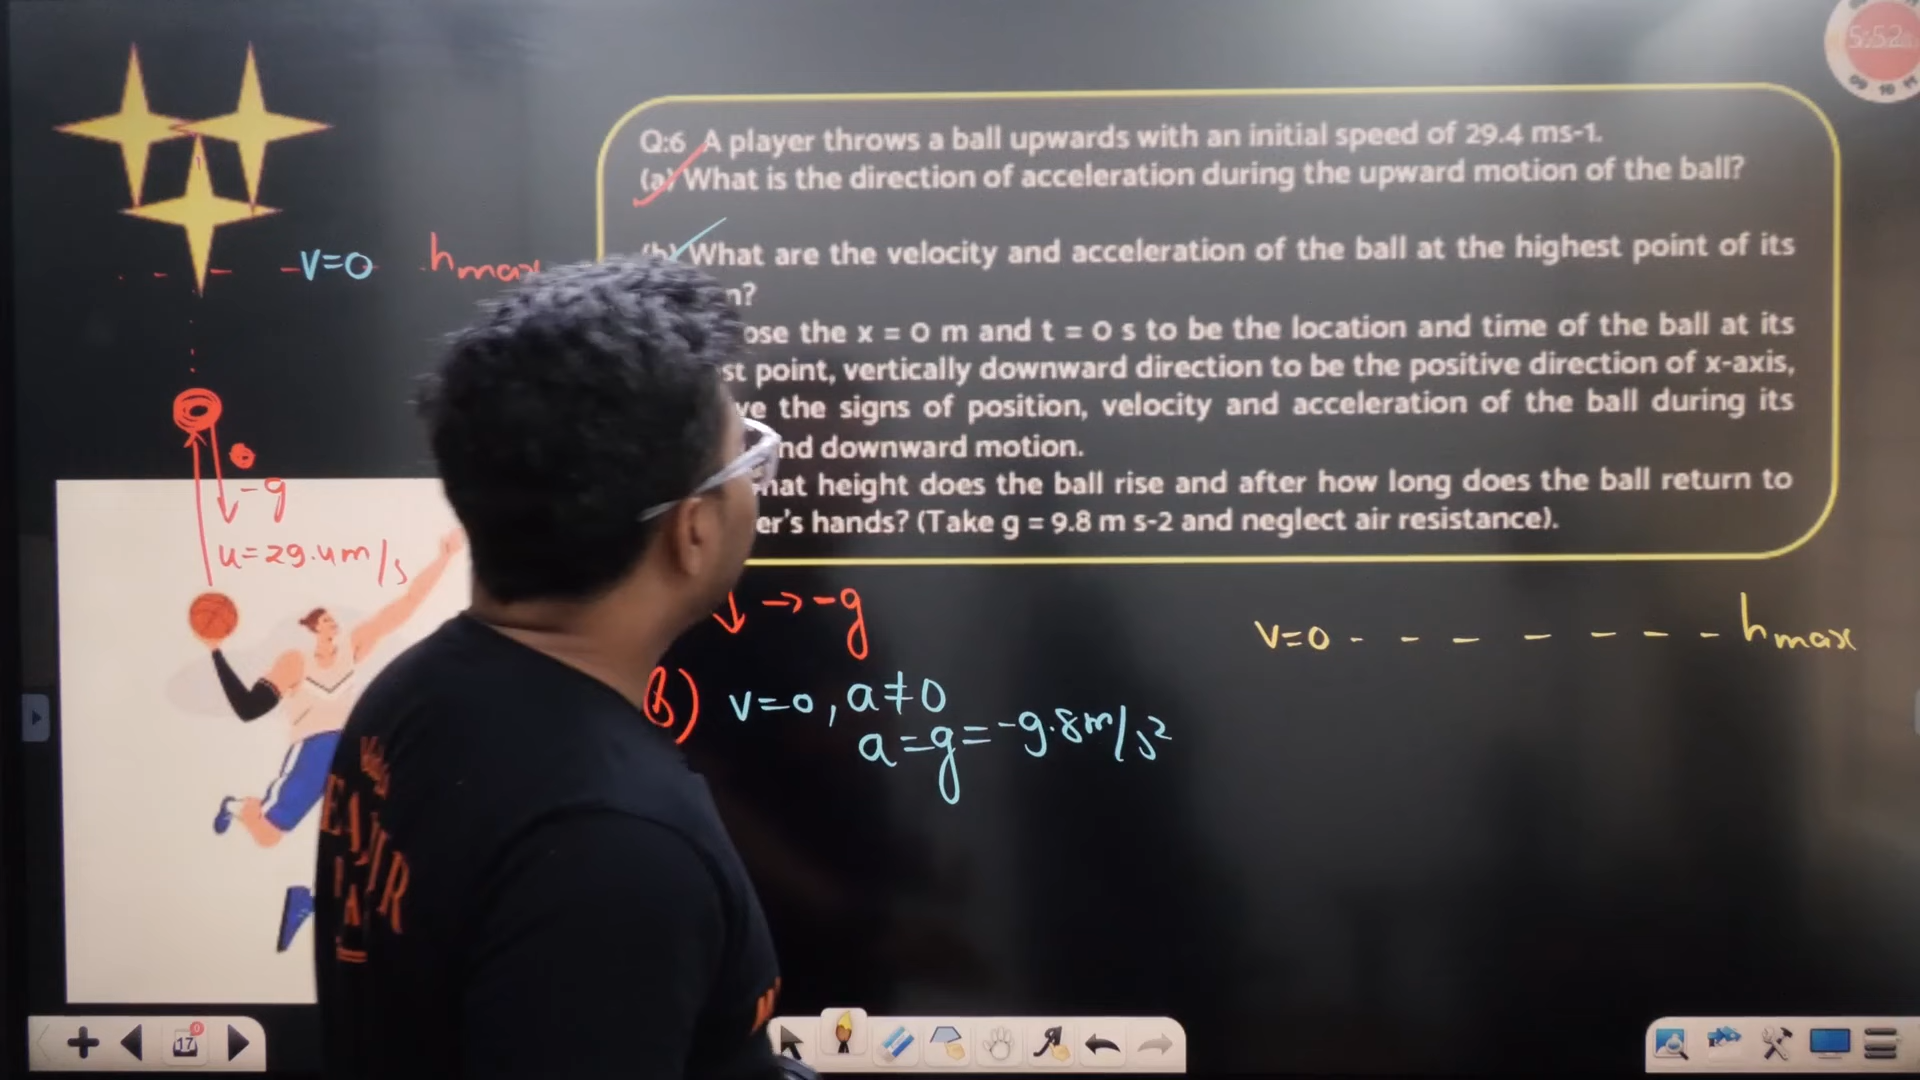 Q:6 A player throws a ball upwards with an initial speed of 29.4 ms-1.
(a) What is the direction of acceleration during the upward motion of the ball?
(b) What are the velocity and acceleration of the ball at the highest point of its
n?
ose the x = 0 m and t = 0 s to be the location and time of the ball at its
st point, vertically downward direction to be the positive direction of x-axis,
ve the signs of position, velocity and acceleration of the ball during its
nd downward motion.
hat height does the ball rise and after how long does the ball return to
er's hands? (Take g = 9.8 m s-2 and neglect air resistance).
v=0 hmax
-g
u=29.4m/s
↓ → -g
b) v=0, a≠0
a=g=-9.8m/s²
v=0 - - - - - - - hmax
17